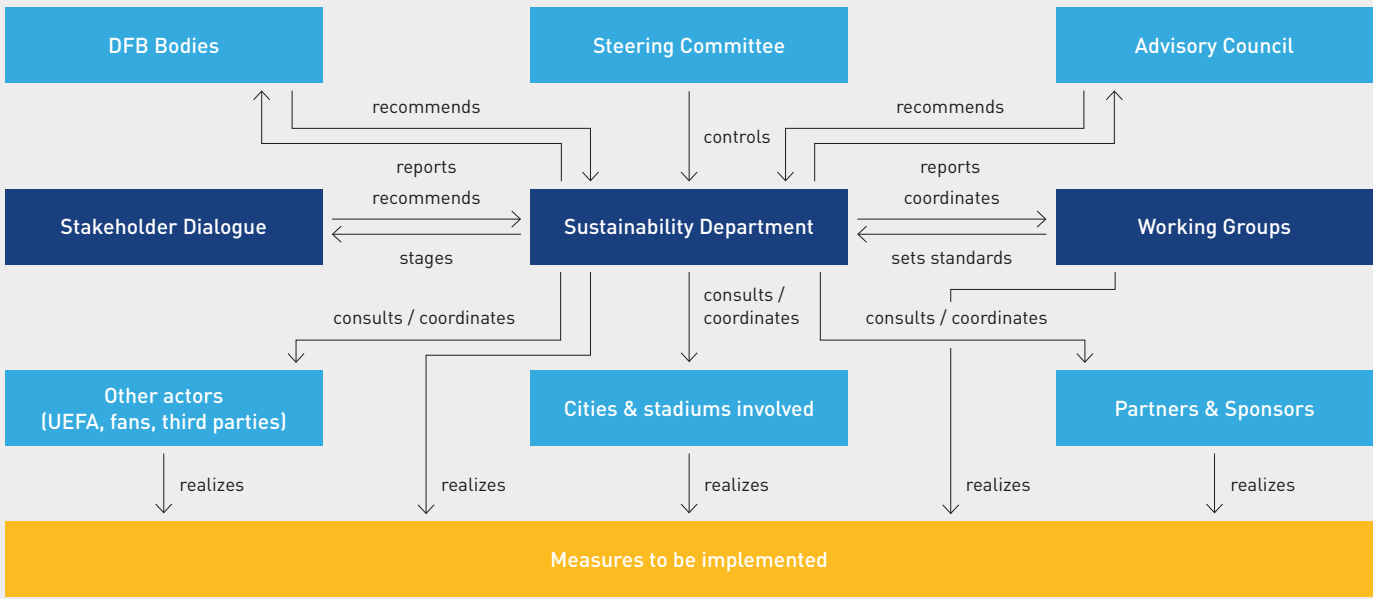 DFB Bodies
Steering Committee
Advisory Council
recommends
controls
recommends
reports
reports
Stakeholder Dialogue
recommends
stages
Sustainability Department
coordinates
sets standards
Working Groups
consults / coordinates
consults /
coordinates
consults / coordinates
Other actors
(UEFA, fans, third parties)
Cities & stadiums involved
Partners & Sponsors
realizes
realizes
realizes
realizes
realizes
Measures to be implemented